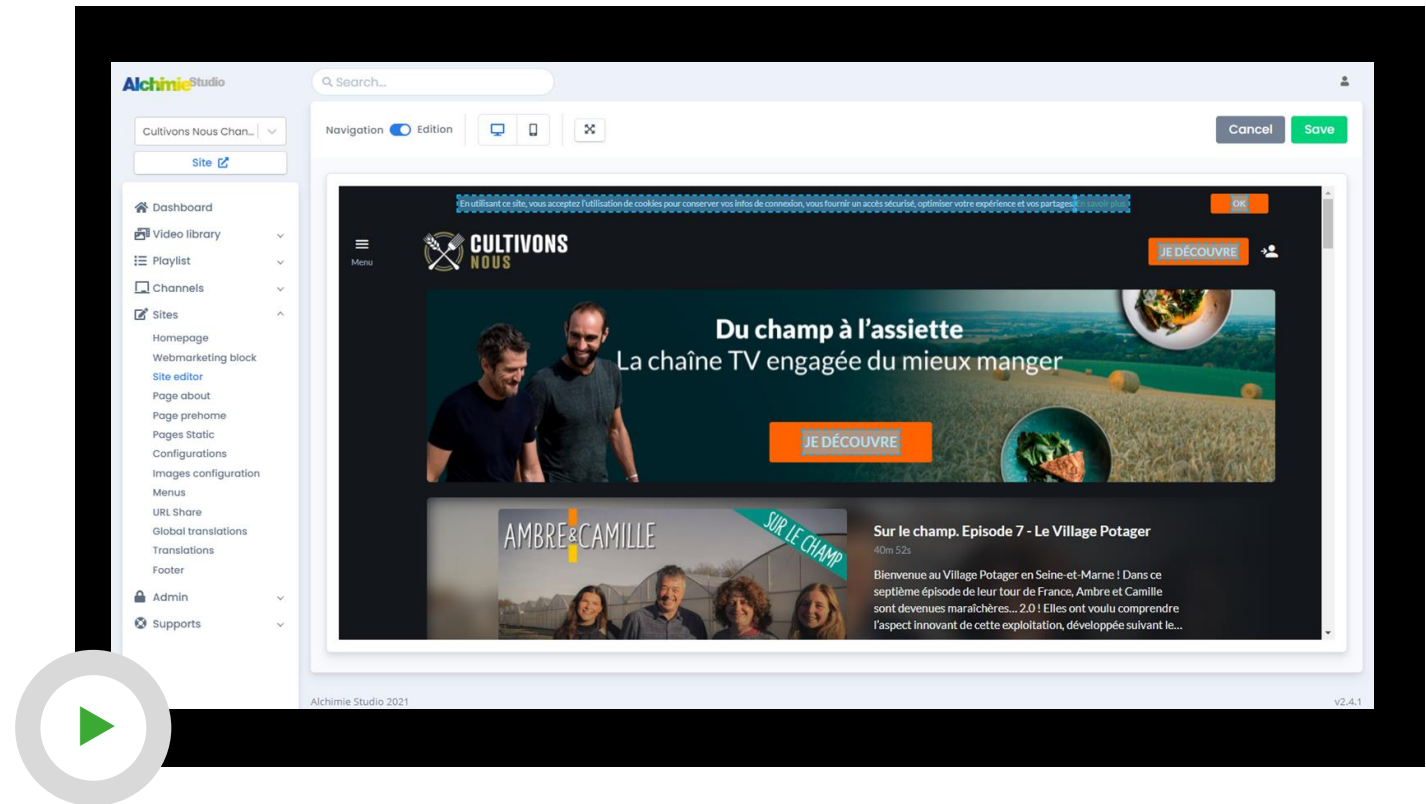 AlchimieStudio
Search...
Cultivons Nous Chan...
Site
Navigation Edition
Cancel Save
Dashboard
Video library
Playlist
Channels
Sites
Homepage
Webmarketing block
Site editor
Page about
Page prehome
Pages Static
Configurations
Images configuration
Menus
URL Share
Global translations
Translations
Footer
Admin
Supports
En utilisant ce site, vous acceptez l'utilisation de cookies pour conserver vos infos de connexion, vous fournir un accès sécurisé, optimiser votre expérience et vos partages. En savoir plus.
OK
Menu
CULTIVONS
NOUS
JE DÉCOUVRE
Du champ à l'assiette
La chaîne TV engagée du mieux manger
JE DÉCOUVRE
AMBRE&CAMILLE
SUR LE CHAMP
Sur le champ. Episode 7 - Le Village Potager
40m 52s
Bienvenue au Village Potager en Seine-et-Marne ! Dans ce
septième épisode de leur tour de France, Ambre et Camille
sont devenues maraîchères... 2.0 ! Elles ont voulu comprendre
l'aspect innovant de cette exploitation, développée suivant le...
Alchimie Studio 2021
v2.4.1